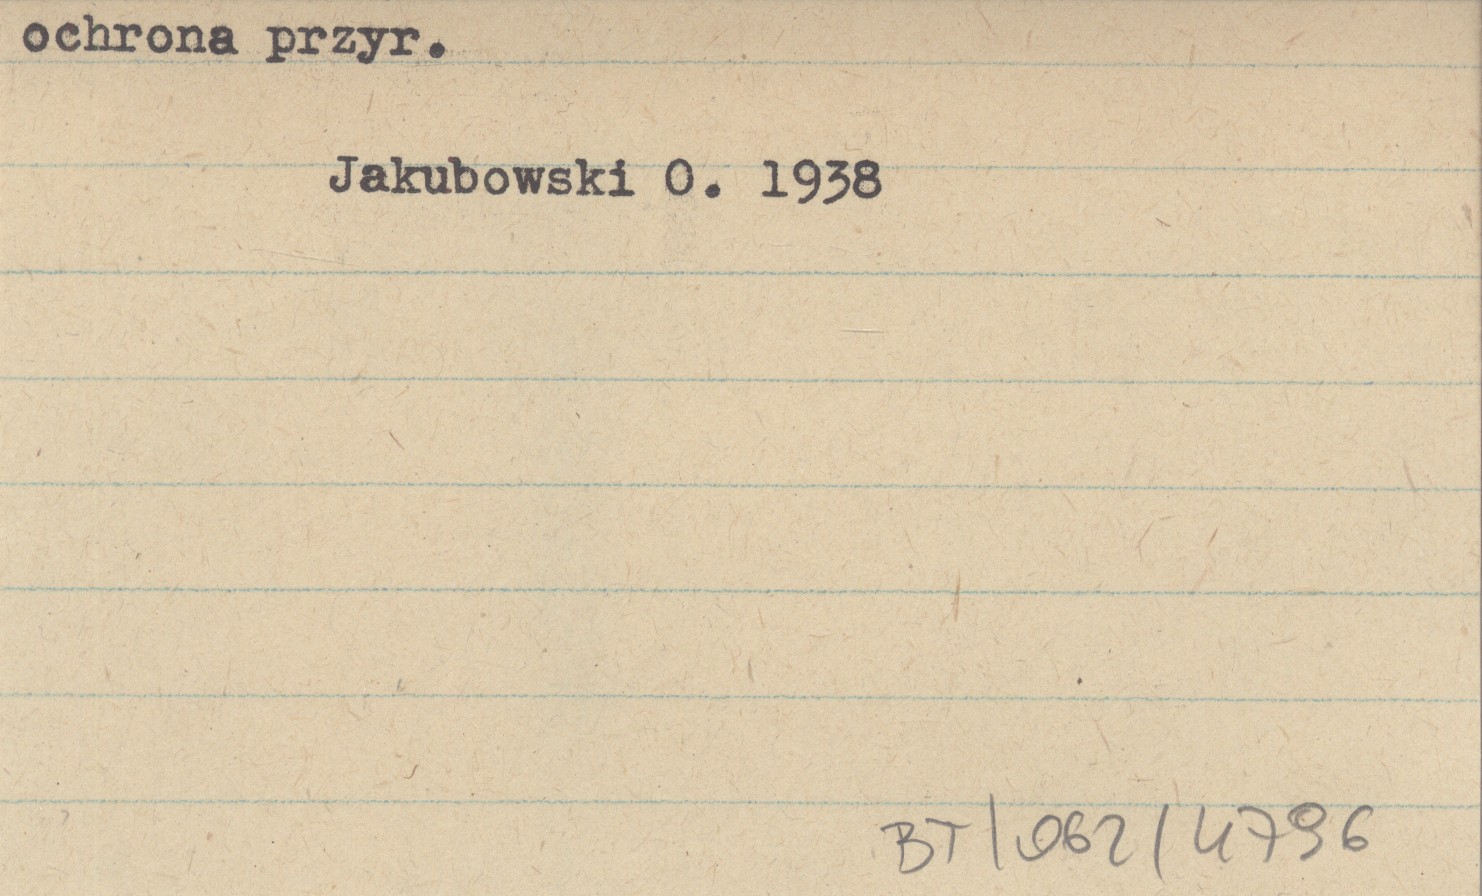 ochrona przyr.
Jakubowski O. 1938
BT/062/4796